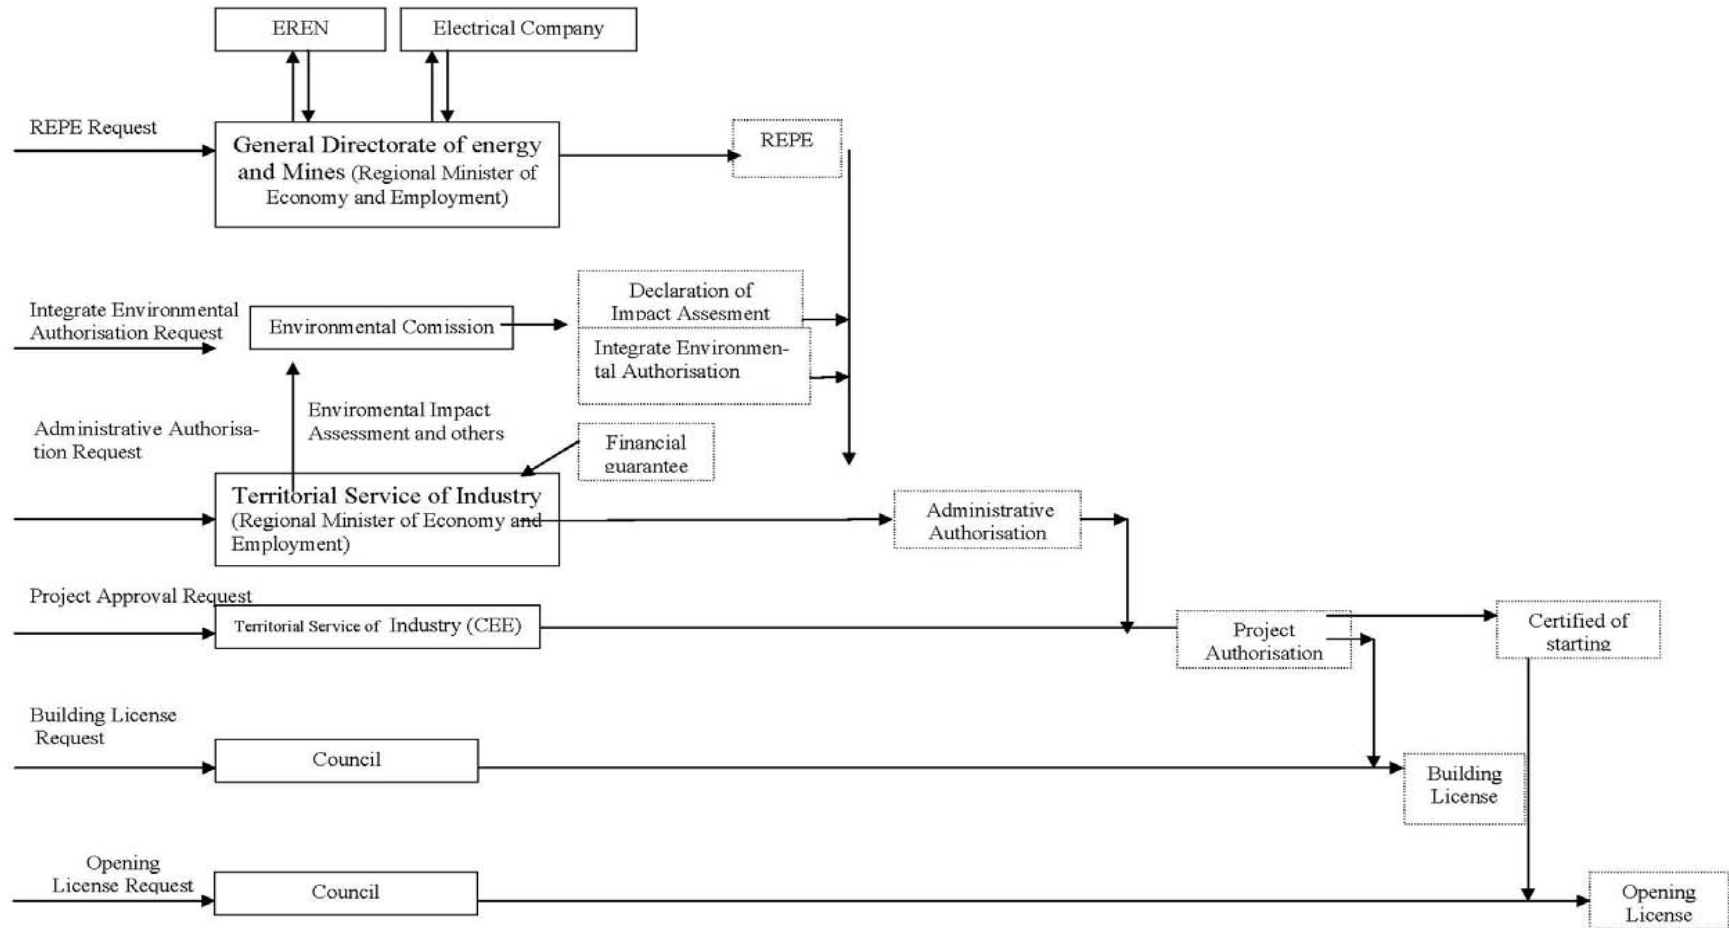 EREN
Electrical Company
REPE Request
General Directorate of energy
and Mines (Regional Minister of
Economy and Employment)
REPE
Integrate Environmental
Authorisation Request
Environmental Comission
Declaration of
Impact Assesment
Integrate Environmen-
tal Authorisation
Enviromental Impact
Assessment and others
Administrative Authorisa-
tion Request
Financial
guarantee
Territorial Service of Industry
(Regional Minister of Economy and
Employment)
Administrative
Authorisation
Project Approval Request
Territorial Service of Industry (CEE)
Project
Authorisation
Certified of
starting
Building License
Request
Council
Building
License
Opening
License Request
Council
Opening
License